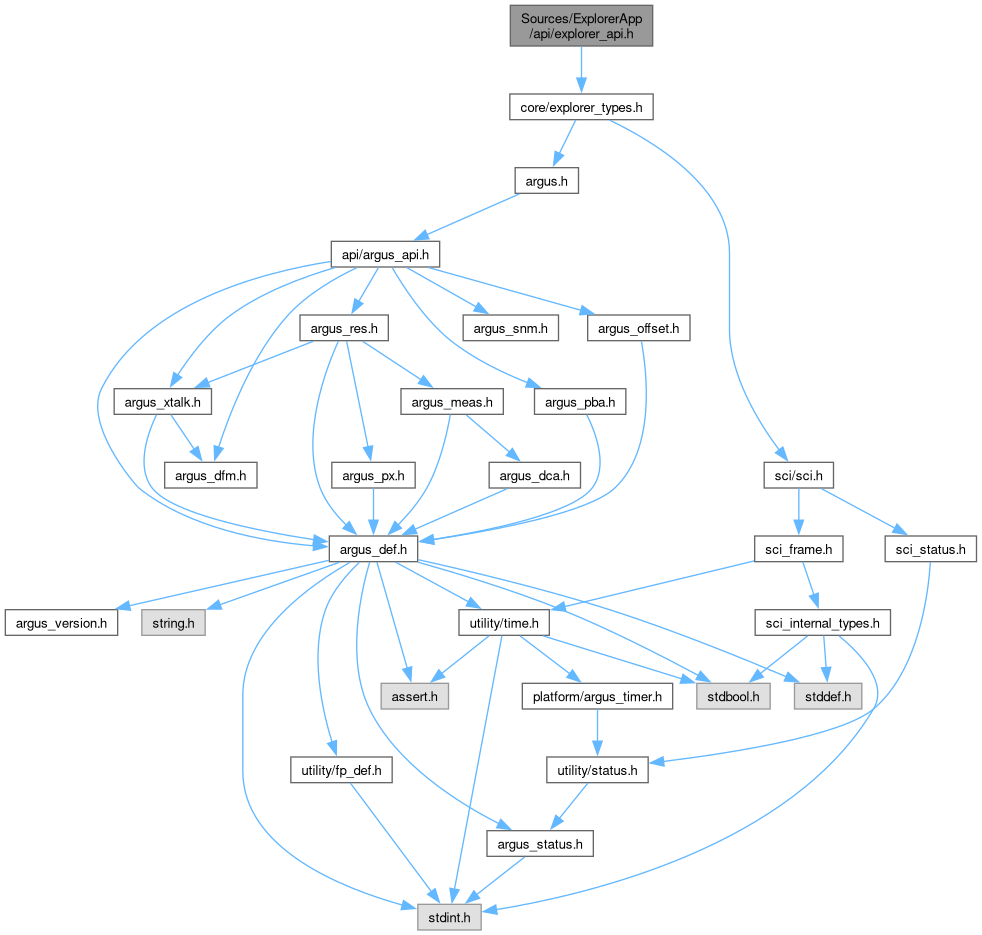 Sources/ExplorerApp
/api/explorer_api.h
core/explorer_types.h
argus.h
api/argus_api.h
argus_res.h
argus_snm.h
argus_offset.h
argus_xtalk.h
argus_meas.h
argus_pba.h
argus_dfm.h
argus_px.h
argus_dca.h
sci/sci.h
argus_def.h
sci_frame.h
sci_status.h
argus_version.h
string.h
utility/time.h
sci_internal_types.h
assert.h
platform/argus_timer.h
stdbool.h
stddef.h
utility/fp_def.h
utility/status.h
argus_status.h
stdint.h